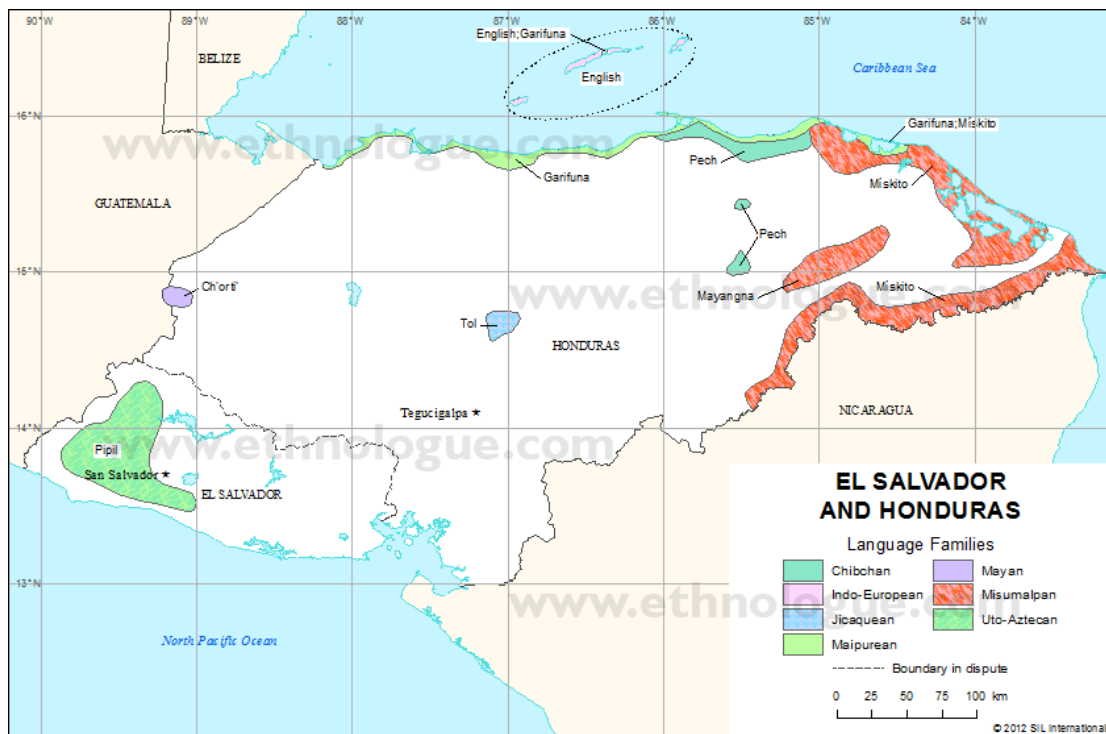 90°W 89°W 88°W 87°W 86°W 85°W 84°W
English;Garifuna
BELIZE
English
Caribbean Sea
16°N
16°N
www.ethnologue.com
Garifuna;Miskito
Pech
Garifuna
Miskito
GUATEMALA
Pech
15°N
15°N
Ch'orti'
www.ethnologue.com
Mayangna
Miskito
Tol
HONDURAS
Tegucigalpa
NICARAGUA
14°N
14°N
www.ethnologue.com
Pipil
San Salvador
EL SALVADOR
13°N
North Pacific Ocean
EL SALVADOR
AND HONDURAS
Language Families
Chibchan
Indo-European
Jicaquean
Maipurean
Mayan
Misumalpan
Uto-Aztecan
www.ethnologue.com
Boundary in dispute
0 25 50 75 100 km
© 2012 SIL International